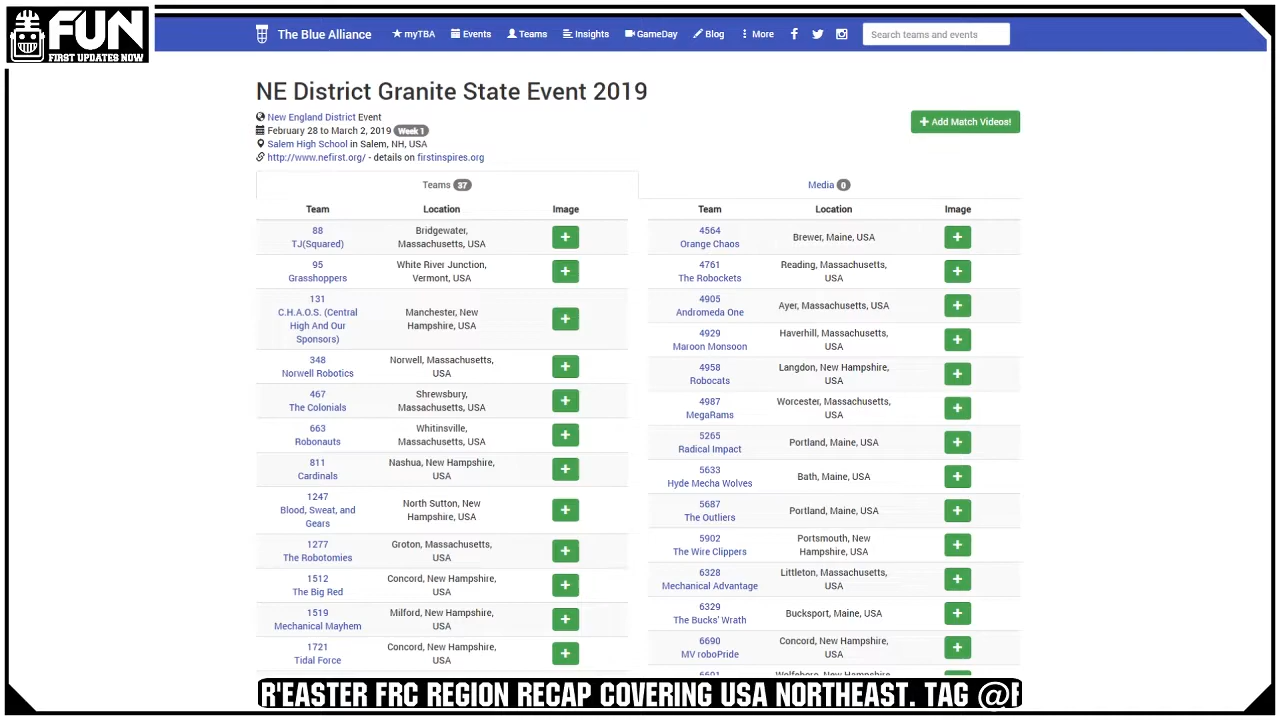 FUN
FIRST UPDATES NOW
The Blue Alliance
myTBA
Events
Teams
Insights
GameDay
Blog
More
Search teams and events
NE District Granite State Event 2019
New England District Event
February 28 to March 2, 2019 Week 1
Salem High School in Salem, NH, USA
http://www.nefirst.org/ - details on firstinspires.org
+ Add Match Videos!
Teams 37
Media 0
Team Location Image
88
TJ(Squared)
Bridgewater,
Massachusetts, USA
95
Grasshoppers
White River Junction,
Vermont, USA
131
C.H.A.O.S. (Central
High And Our
Sponsors)
Manchester, New
Hampshire, USA
348
Norwell Robotics
Norwell, Massachusetts,
USA
467
The Colonials
Shrewsbury,
Massachusetts, USA
663
Robonauts
Whitinsville,
Massachusetts, USA
811
Cardinals
Nashua, New Hampshire,
USA
1247
Blood, Sweat, and
Gears
North Sutton, New
Hampshire, USA
1277
The Robotomies
Groton, Massachusetts,
USA
1512
The Big Red
Concord, New Hampshire,
USA
1519
Mechanical Mayhem
Milford, New Hampshire,
USA
1721
Tidal Force
Concord, New Hampshire,
USA
Team Location Image
4564
Orange Chaos
Brewer, Maine, USA
4761
The Robockets
Reading, Massachusetts,
USA
4905
Andromeda One
Ayer, Massachusetts, USA
4929
Maroon Monsoon
Haverhill, Massachusetts,
USA
4958
Robocats
Langdon, New Hampshire,
USA
4987
MegaRams
Worcester, Massachusetts,
USA
5265
Radical Impact
Portland, Maine, USA
5633
Hyde Mecha Wolves
Bath, Maine, USA
5687
The Outliers
Portland, Maine, USA
5902
The Wire Clippers
Portsmouth, New
Hampshire, USA
6328
Mechanical Advantage
Littleton, Massachusetts,
USA
6329
The Bucks' Wrath
Bucksport, Maine, USA
6690
MV roboPride
Concord, New Hampshire,
USA
6691
Wolfeboro, New Hampshire
R'EASTER FRC REGION RECAP COVERING USA NORTHEAST. TAG @F